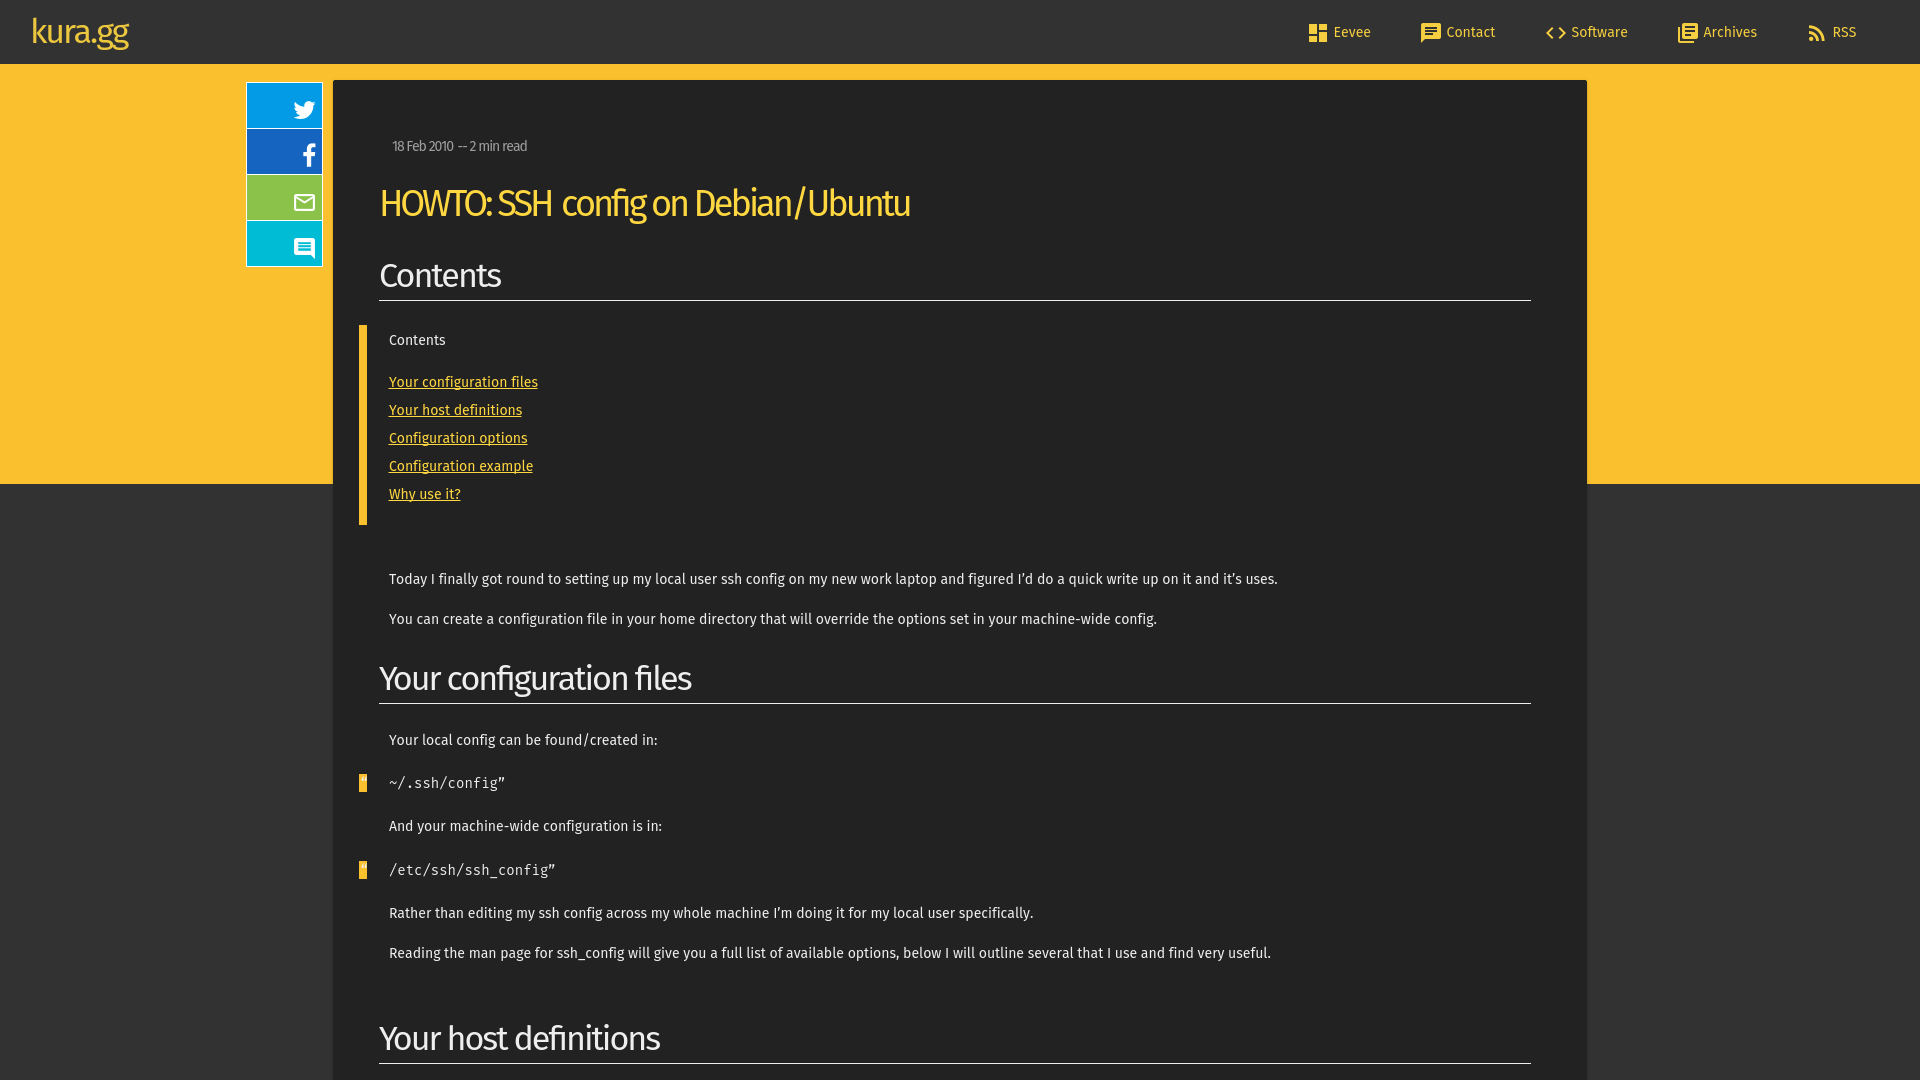 kura.gg
Eevee
Contact
Software
Archives
RSS
18 Feb 2010 -- 2 min read
HOWTO: SSH config on Debian/Ubuntu
Contents
Contents
Your configuration files
Your host definitions
Configuration options
Configuration example
Why use it?
Today I finally got round to setting up my local user ssh config on my new work laptop and figured I’d do a quick write up on it and it’s uses.
You can create a configuration file in your home directory that will override the options set in your machine-wide config.
Your configuration files
Your local config can be found/created in:
“ ~/.ssh/config”
And your machine-wide configuration is in:
“ /etc/ssh/ssh_config”
Rather than editing my ssh config across my whole machine I’m doing it for my local user specifically.
Reading the man page for ssh_config will give you a full list of available options, below I will outline several that I use and find very useful.
Your host definitions